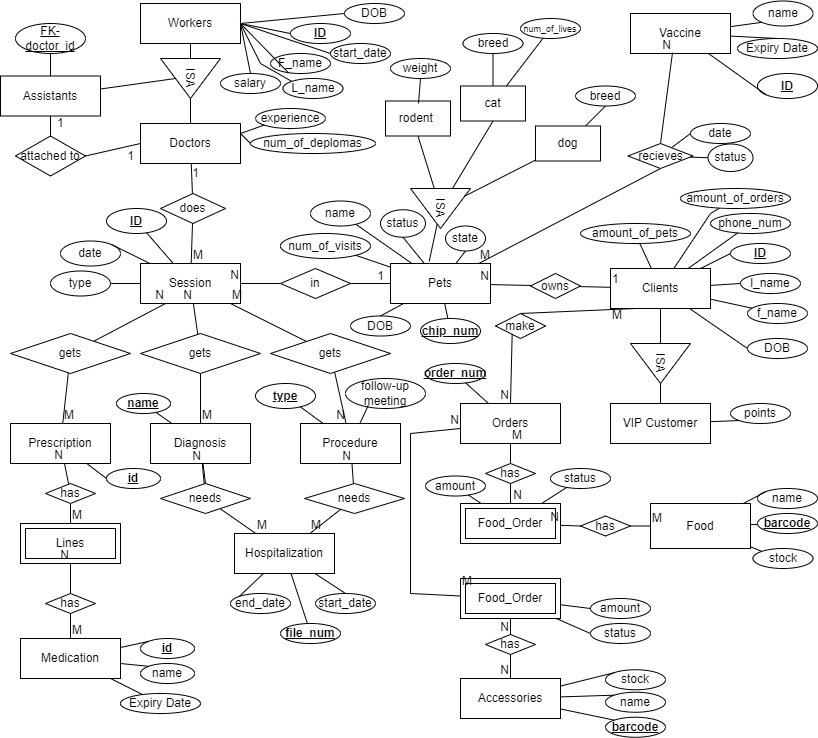 Workers
DOB
ID
start_date
F_name
L_name
salary
FK-
doctor_id
Assistants
ISA
1
attached to
1
Doctors
experience
num_of_deplomas
1
does
M
ID
date
type
Session
N
N
N
M
in
1
weight
breed
num_of_lives
breed
rodent
cat
dog
ISA
name
status
num_of_visits
state
Pets
M
N
DOB
chip_num
name
Vaccine
N
Expiry Date
ID
date
status
recieves
amount_of_orders
amount_of_pets
phone_num
ID
l_name
f_name
DOB
owns
1
Clients
M
make
ISA
VIP Customer
points
gets
gets
gets
M
M
N
name
type
follow-up
meeting
Prescription
N
id
Diagnosis
N
Procedure
N
has
needs
needs
M
M
M
Lines
N
Hospitalization
end_date
start_date
file_num
has
M
Medication
id
name
Expiry Date
order_num
N
N
Orders
M
has
N
amount
status
Food_Order
N
has
M
Food
name
barcode
stock
M
Food_Order
amount
status
N
has
N
Accessories
stock
name
barcode